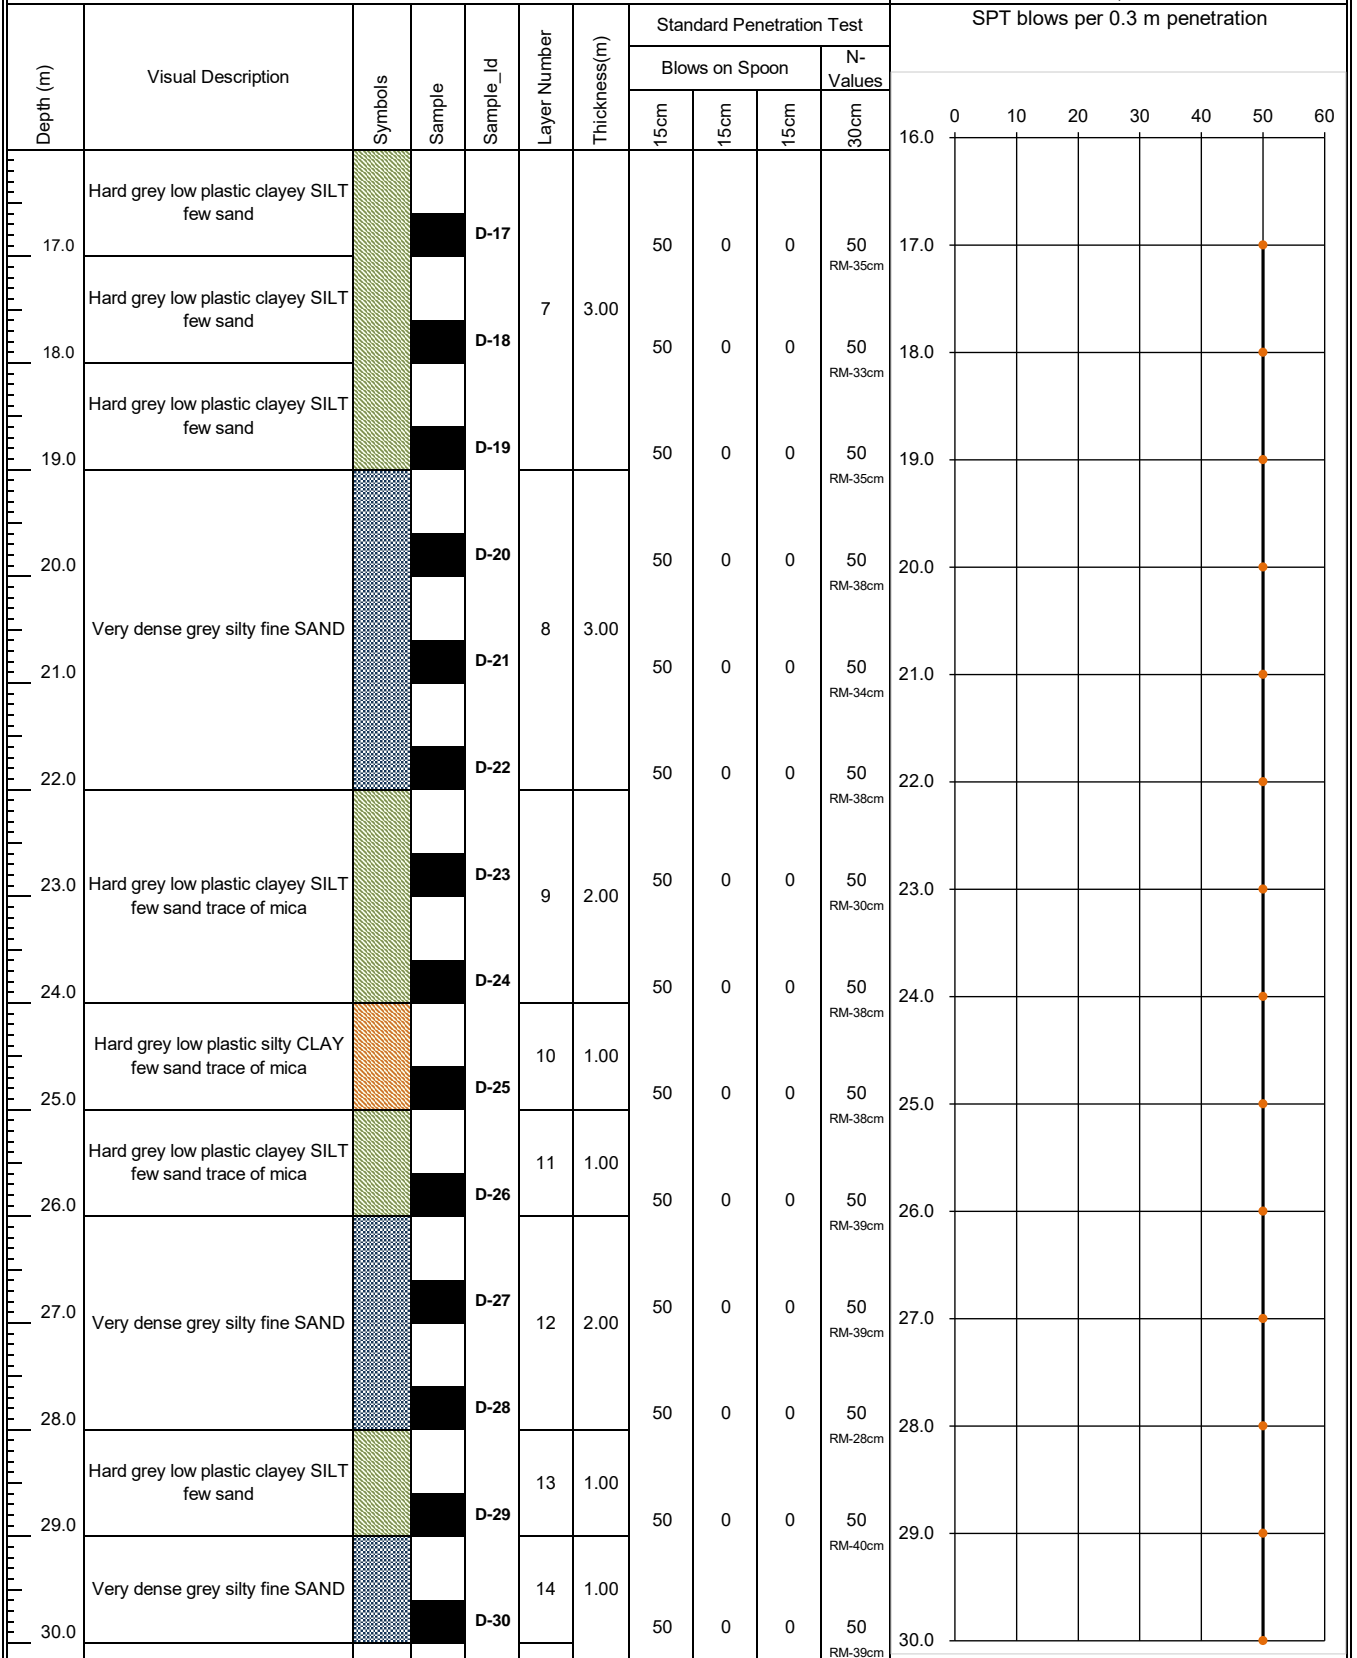 Standard Penetration Test
SPT blows per 0.3 m penetration
Depth (m)
Visual Description
Symbols
Sample
Sample_Id
Layer Number
Thickness(m)
Blows on Spoon
N-
Values
15cm
15cm
15cm
30cm
0 10 20 30 40 50 60
16.0
Hard grey low plastic clayey SILT
few sand
D-17
17.0 50 0 0 50 17.0
RM-35cm
Hard grey low plastic clayey SILT
few sand
7 3.00
D-18
18.0 50 0 0 50 18.0
RM-33cm
Hard grey low plastic clayey SILT
few sand
D-19
19.0 50 0 0 50 19.0
RM-35cm
D-20
20.0 50 0 0 50 20.0
RM-38cm
Very dense grey silty fine SAND 8 3.00
D-21
21.0 50 0 0 50 21.0
RM-34cm
D-22
22.0 50 0 0 50 22.0
RM-38cm
D-23
23.0 Hard grey low plastic clayey SILT 50 0 0 50 23.0
few sand trace of mica 9 2.00 RM-30cm
D-24
24.0 50 0 0 50 24.0
RM-38cm
Hard grey low plastic silty CLAY
few sand trace of mica
10 1.00
D-25
25.0 50 0 0 50 25.0
RM-38cm
Hard grey low plastic clayey SILT
few sand trace of mica
11 1.00
D-26
26.0 50 0 0 50 26.0
RM-39cm
D-27
27.0 50 0 0 50 27.0
Very dense grey silty fine SAND 12 2.00 RM-39cm
D-28
28.0 50 0 0 50 28.0
RM-28cm
Hard grey low plastic clayey SILT
few sand
13 1.00
D-29
29.0 50 0 0 50 29.0
RM-40cm
Very dense grey silty fine SAND 14 1.00
D-30
30.0 50 0 0 50 30.0
RM-39cm